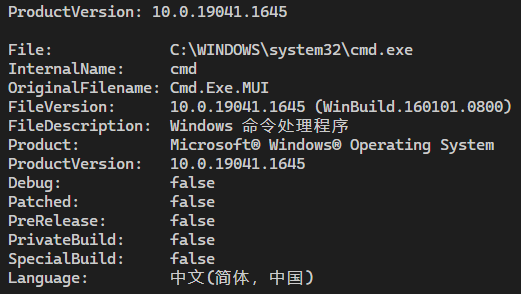 ProductVersion: 10.0.19041.1645
File: C:\WINDOWS\system32\cmd.exe
InternalName: cmd
OriginalFilename: Cmd.Exe.MUI
FileVersion: 10.0.19041.1645 (WinBuild.160101.0800)
FileDescription: Windows 命令处理程序
Product: Microsoft® Windows® Operating System
ProductVersion: 10.0.19041.1645
Debug: false
Patched: false
PreRelease: false
PrivateBuild: false
SpecialBuild: false
Language: 中文(简体, 中国)